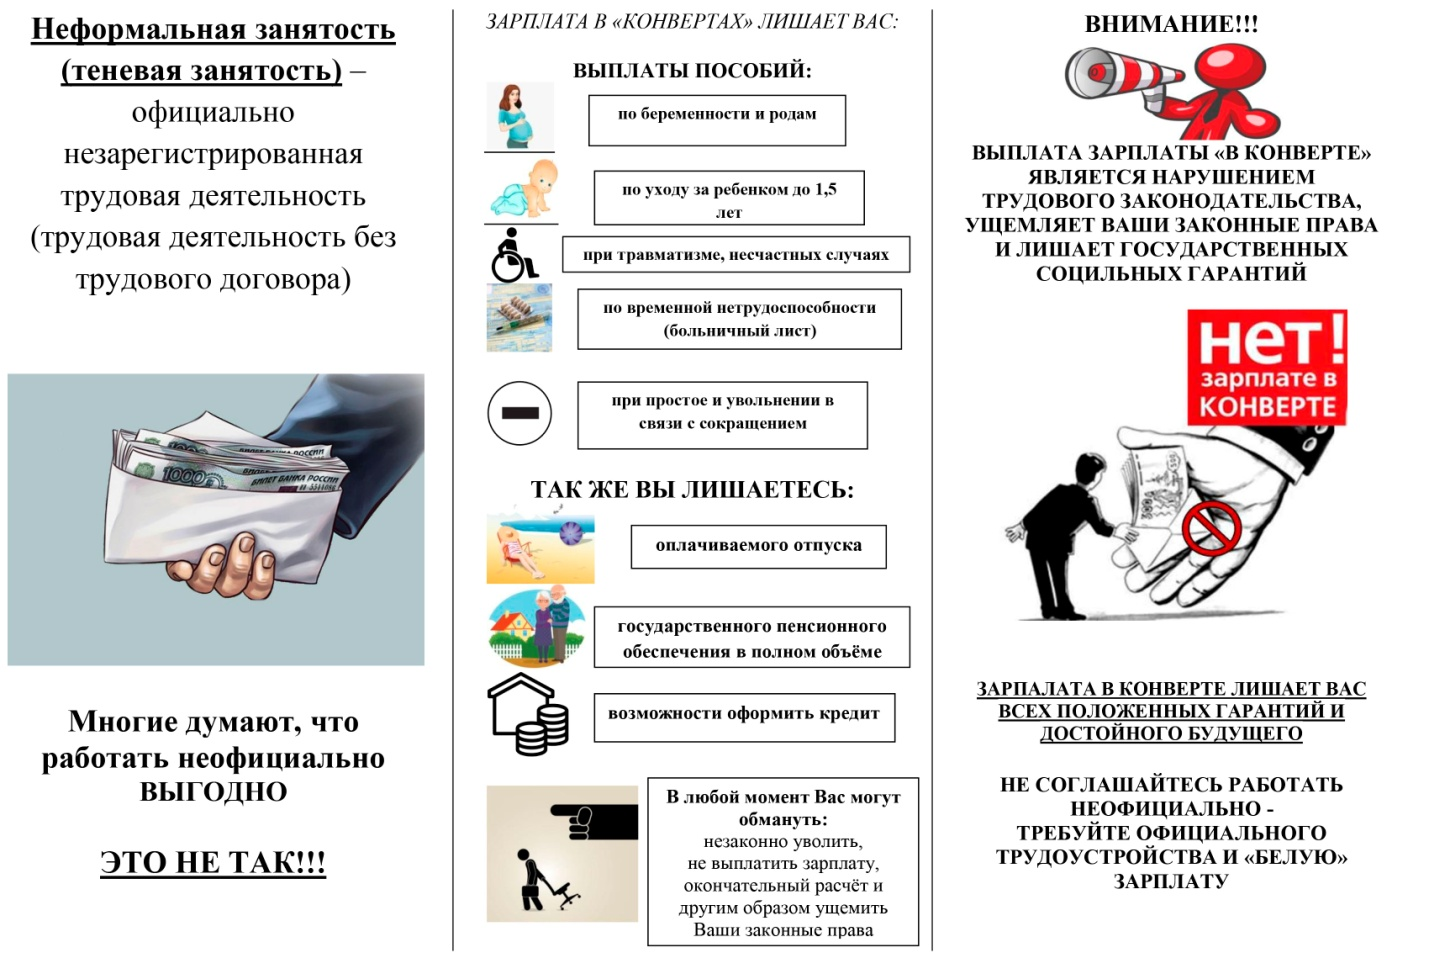 Неформальная занятость
(теневая занятость) –
официально
незарегистрированная
трудовая деятельность
(трудовая деятельность без
трудового договора)
1000
БИЛЕТ БАНКА РОССИИ
Многие думают, что
работать неофициально
ВЫГОДНО
ЭТО НЕ ТАК!!!
ЗАРПЛАТА В «КОНВЕРТАХ» ЛИШАЕТ ВАС:
ВЫПЛАТЫ ПОСОБИЙ:
по беременности и родам
по уходу за ребенком до 1,5
лет
при травматизме, несчастных случаях
по временной нетрудоспособности
(больничный лист)
при простое и увольнении в
связи с сокращением
ТАК ЖЕ ВЫ ЛИШАЕТЕСЬ:
оплачиваемого отпуска
государственного пенсионного
обеспечения в полном объёме
возможности оформить кредит
В любой момент Вас могут
обмануть:
незаконно уволить,
не выплатить зарплату,
окончательный расчёт и
другим образом ущемить
Ваши законные права
ВНИМАНИЕ!!!
ВЫПЛАТА ЗАРПЛАТЫ «В КОНВЕРТЕ»
ЯВЛЯЕТСЯ НАРУШЕНИЕМ
ТРУДОВОГО ЗАКОНОДАТЕЛЬСТВА,
УЩЕМЛЯЕТ ВАШИ ЗАКОННЫЕ ПРАВА
И ЛИШАЕТ ГОСУДАРСТВЕННЫХ
СОЦИЛЬНЫХ ГАРАНТИЙ
нет!
зарплате в
КОНВЕРТЕ
ЗАРПАЛАТА В КОНВЕРТЕ ЛИШАЕТ ВАС
ВСЕХ ПОЛОЖЕННЫХ ГАРАНТИЙ И
ДОСТОЙНОГО БУДУЩЕГО
НЕ СОГЛАШАЙТЕСЬ РАБОТАТЬ
НЕОФИЦИАЛЬНО -
ТРЕБУЙТЕ ОФИЦИАЛЬНОГО
ТРУДОУСТРОЙСТВА И «БЕЛУЮ»
ЗАРПЛАТУ